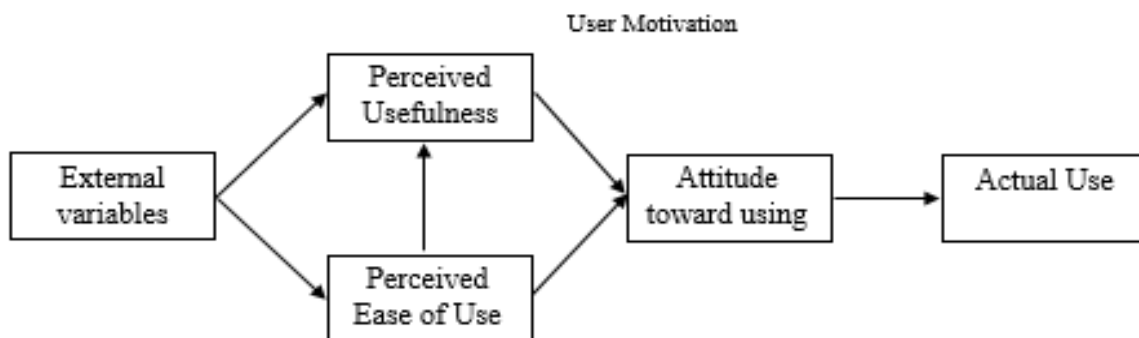 User Motivation
Perceived
Usefulness
External
variables
Attitude
toward using
Actual Use
Perceived
Ease of Use